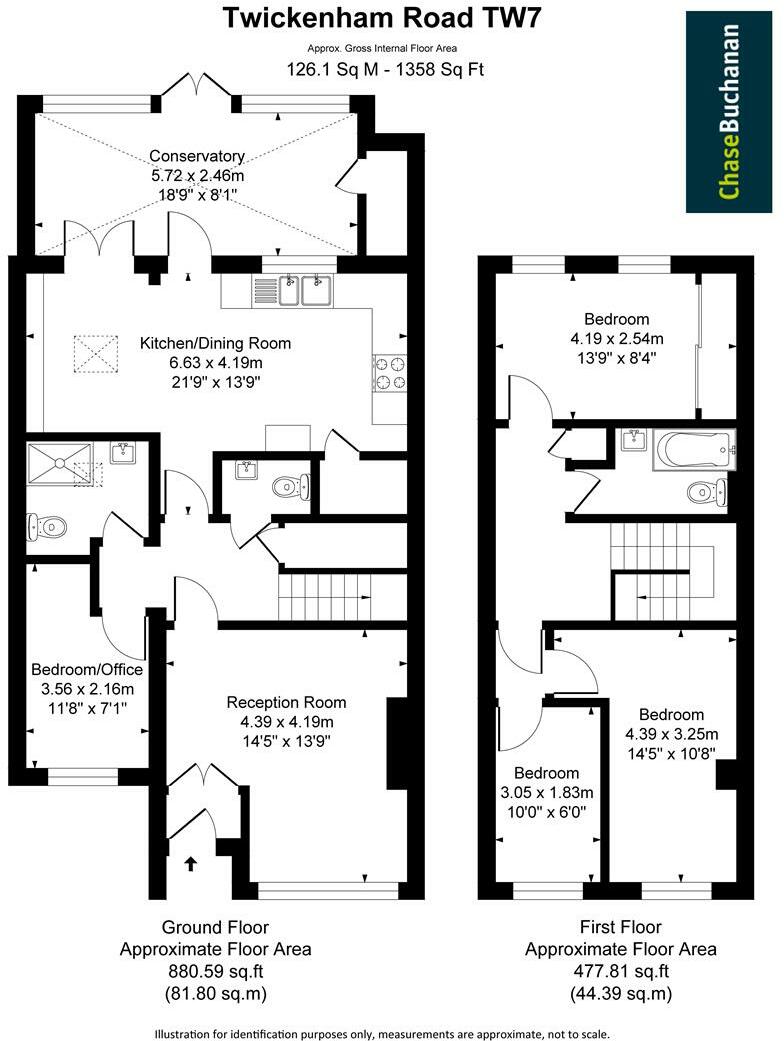 Twickenham Road TW7
Approx. Gross Internal Floor Area
126.1 Sq M - 1358 Sq Ft
ChaseBuchanan
Conservatory
5.72 x 2.46m
18'9" x 8'1"
Kitchen/Dining Room
6.63 x 4.19m
21'9" x 13'9"
Bedroom/Office
3.56 x 2.16m
11'8" x 7'1"
Reception Room
4.39 x 4.19m
14'5" x 13'9"
Bedroom
4.19 x 2.54m
13'9" x 8'4"
Bedroom
4.39 x 3.25m
14'5" x 10'8"
Bedroom
3.05 x 1.83m
10'0" x 6'0"
Ground Floor
Approximate Floor Area
880.59 sq.ft
(81.80 sq.m)
First Floor
Approximate Floor Area
477.81 sq.ft
(44.39 sq.m)
Illustration for identification purposes only, measurements are approximate, not to scale.